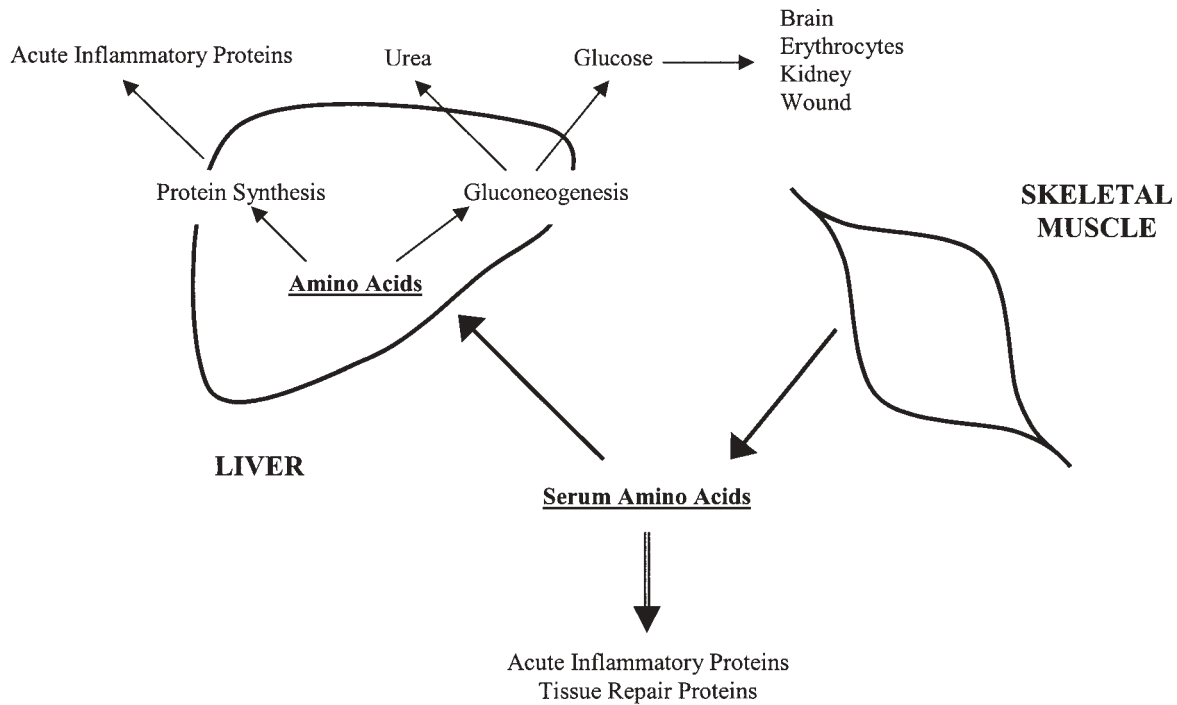 Brain
Erythrocytes
Kidney
Wound
Acute Inflammatory Proteins
Urea
Glucose
Protein Synthesis
Gluconeogenesis
SKELETAL
MUSCLE
Amino Acids
LIVER
Serum Amino Acids
Acute Inflammatory Proteins
Tissue Repair Proteins